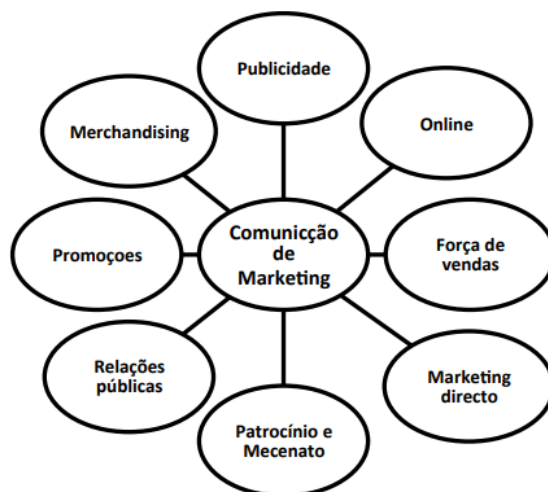 Publicidade
Online
Merchandising
Comunicção
de
Marketing
Força de
vendas
Promoçoes
Relações
públicas
Marketing
directo
Patrocínio e
Mecenato